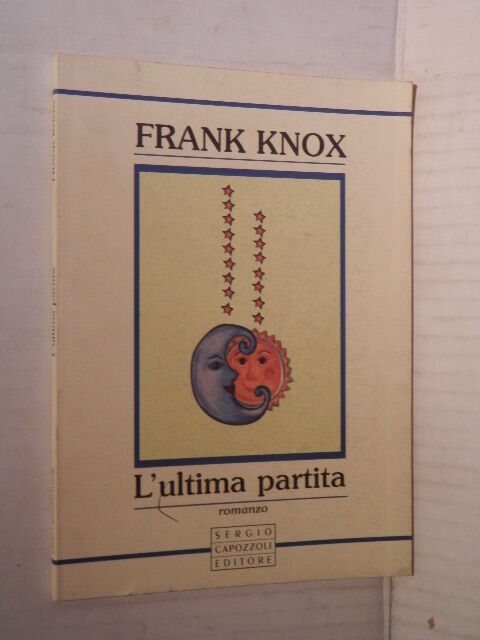 FRANK KNOX
L'ultima partita
romanzo
SERGIO
CAPOZZOLI
EDITORE